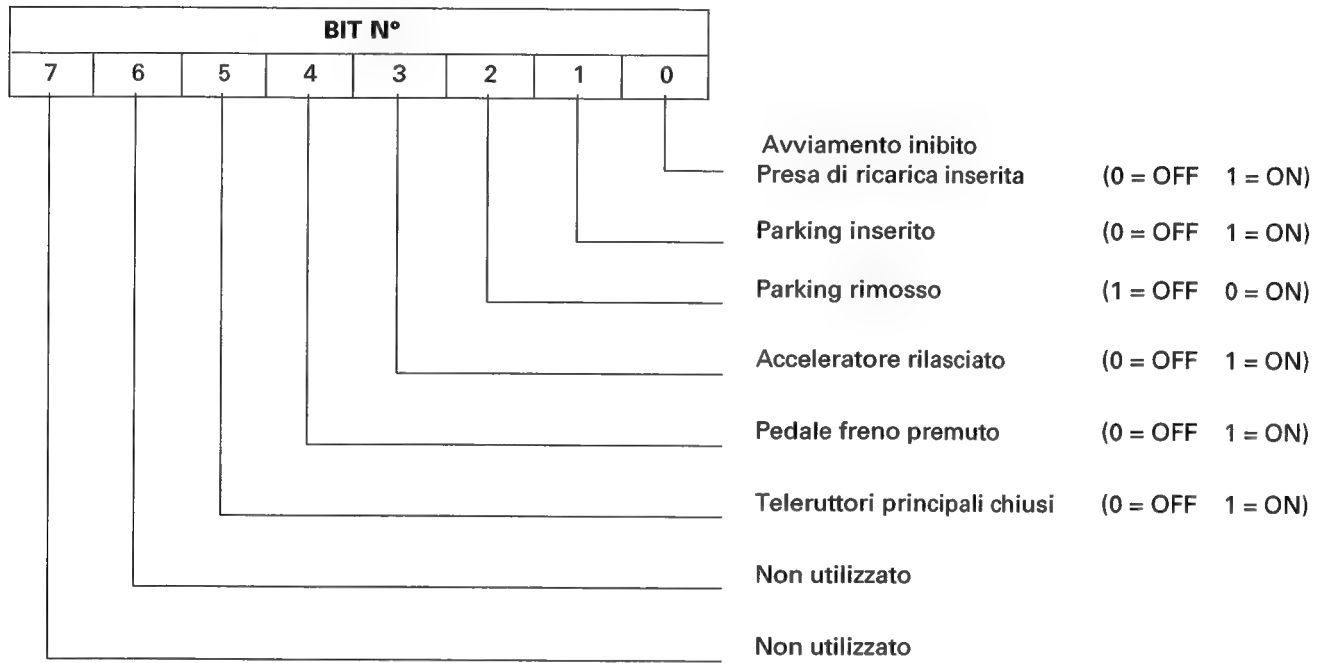 BIT N°
7 6 5 4 3 2 1 0
Avviamento inibito
Presa di ricarica inserita (0 = OFF 1 = ON)
Parking inserito (0 = OFF 1 = ON)
Parking rimosso (1 = OFF 0 = ON)
Acceleratore rilasciato (0 = OFF 1 = ON)
Pedale freno premuto (0 = OFF 1 = ON)
Teleruttori principali chiusi (0 = OFF 1 = ON)
Non utilizzato
Non utilizzato